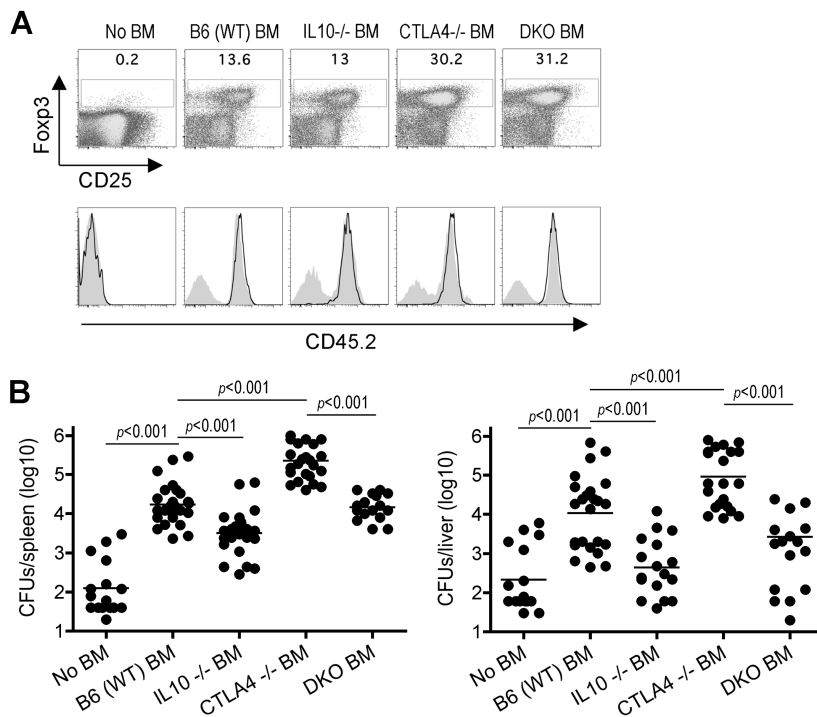 A
No BM B6 (WT) BM IL10-/- BM CTLA4-/- BM DKO BM
0.2 13.6 13 30.2 31.2
Foxp3
CD25
CD45.2
B
p<0.001
p<0.001 p<0.001 p<0.001
CFUs/spleen (log10)
6
5
4
3
2
1
No BM
B6 (WT) BM
IL10 -/- BM
CTLA4 -/- BM
DKO BM
p<0.001
p<0.001 p<0.001 p<0.001
CFUs/liver (log10)
6
5
4
3
2
1
No BM
B6 (WT) BM
IL10 -/- BM
CTLA4 -/- BM
DKO BM